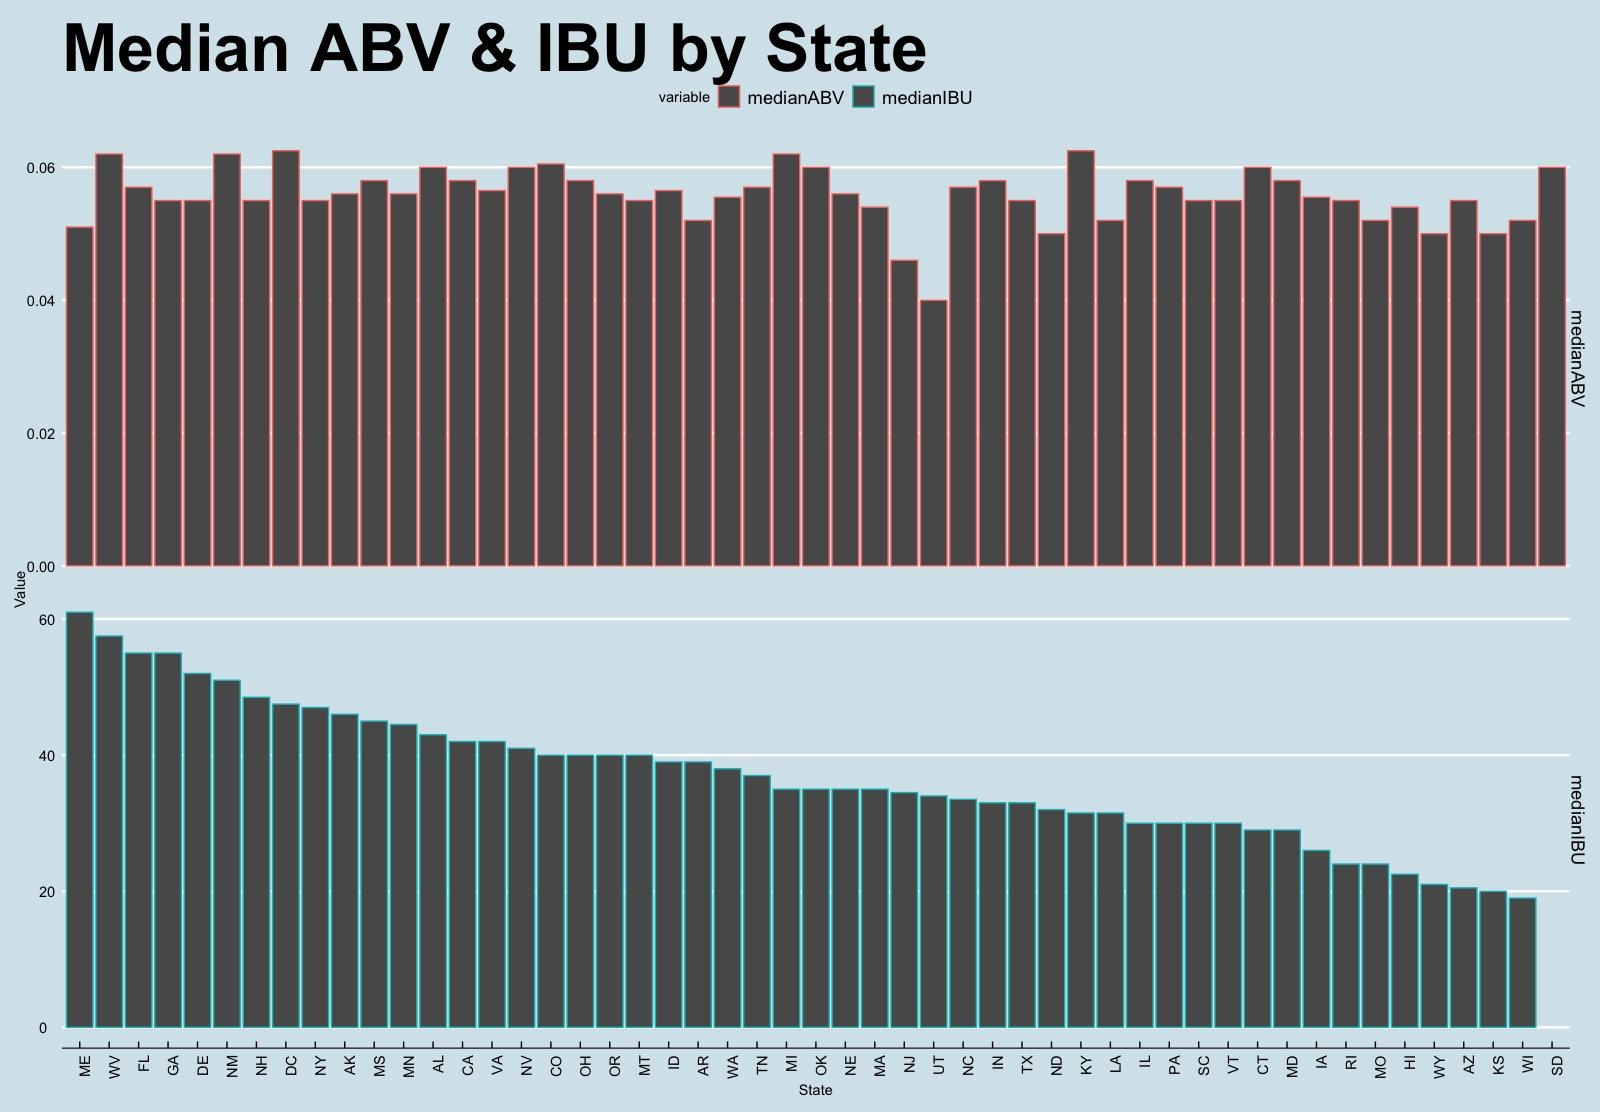 Median ABV & IBU by State
variable medianABV medianIBU
0.06
0.04
0.02
0.00
medianABV
Value
60
40
20
0
medianIBU
ME WV FL GA DE NM NH DC NY AK MS MN AL CA VA NV CO OH OR MT ID AR WA TN MI OK NE MA NJ UT NC IN TX ND KY LA IL PA SC VT CT MD IA RI MO HI WY AZ KS WI SD
State